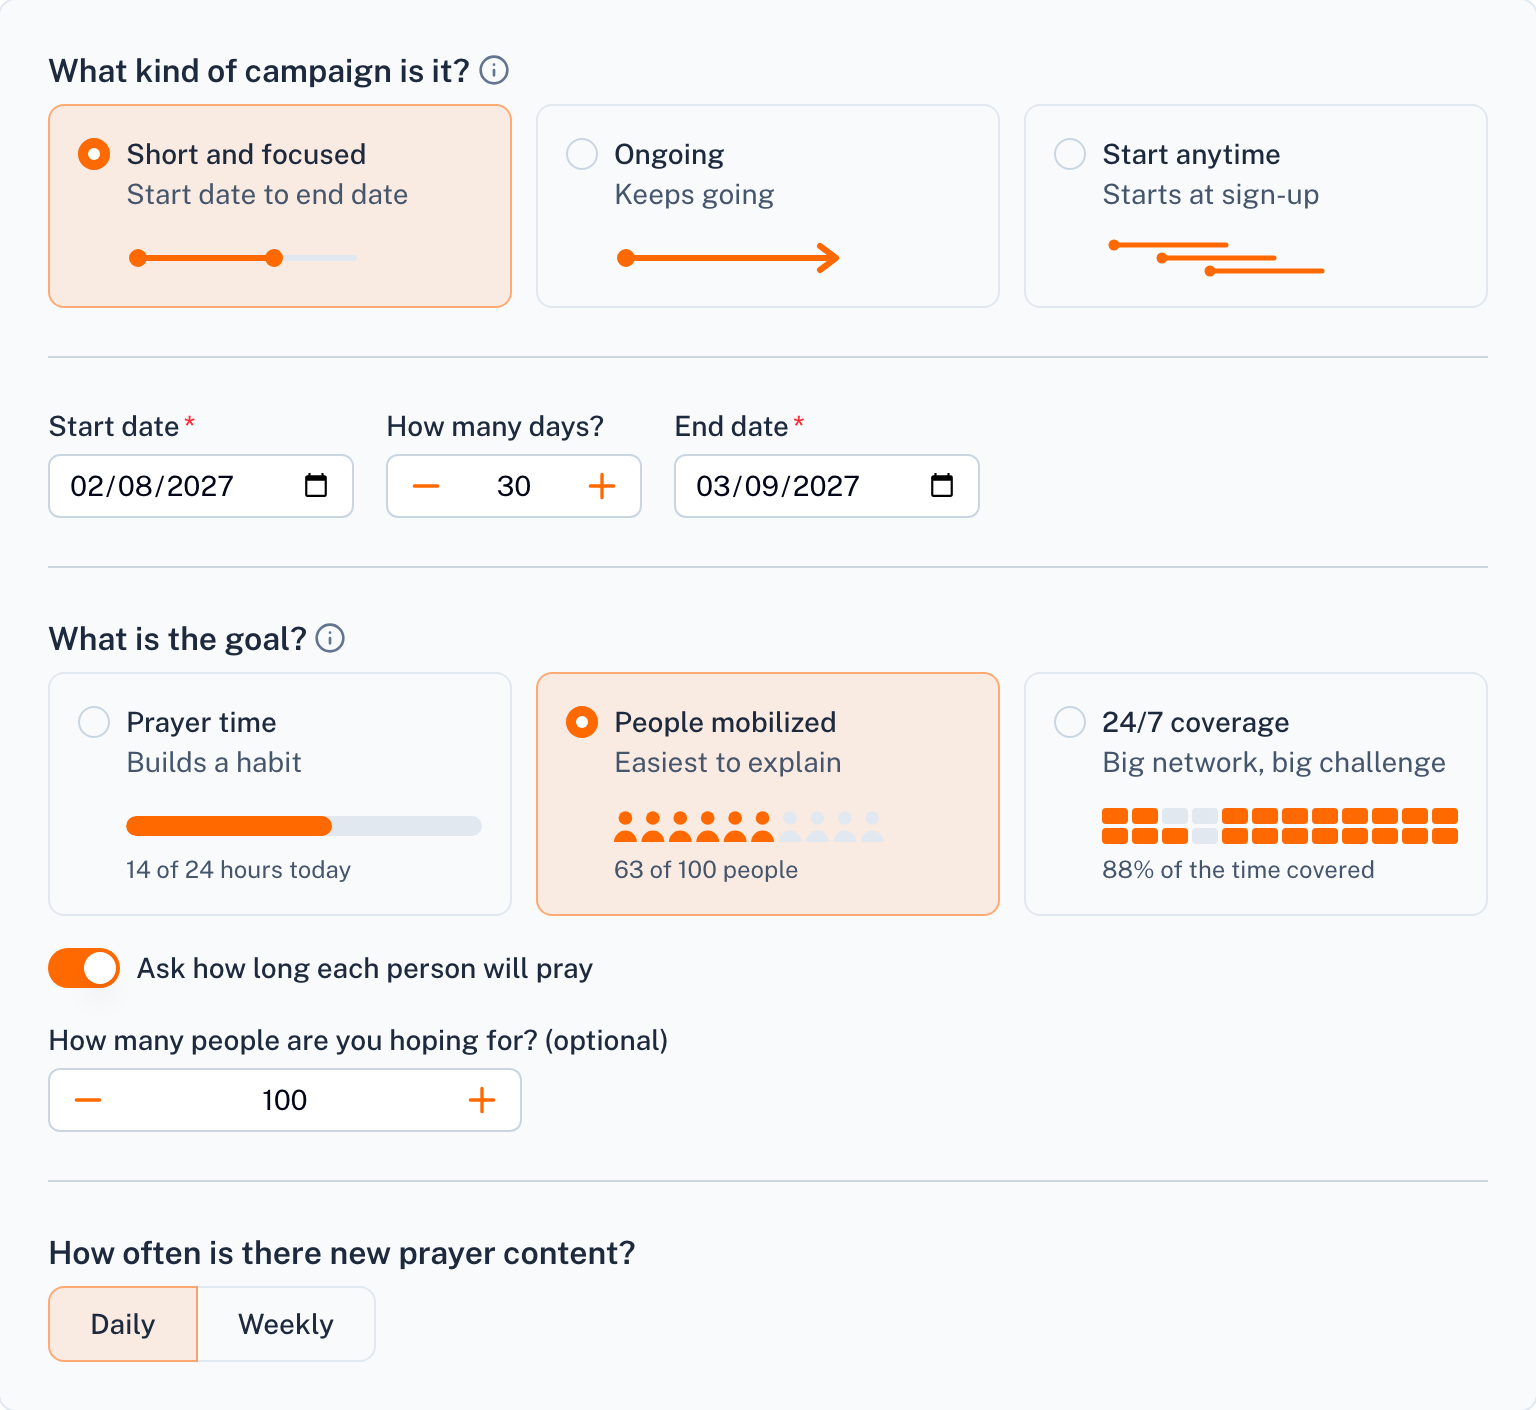 What kind of campaign is it?
Short and focused
Start date to end date
Ongoing
Keeps going
Start anytime
Starts at sign-up
Start date*
How many days?
End date*
02/08/2027
30
03/09/2027
What is the goal?
Prayer time
Builds a habit
14 of 24 hours today
People mobilized
Easiest to explain
63 of 100 people
24/7 coverage
Big network, big challenge
88% of the time covered
Ask how long each person will pray
How many people are you hoping for? (optional)
100
How often is there new prayer content?
Daily
Weekly